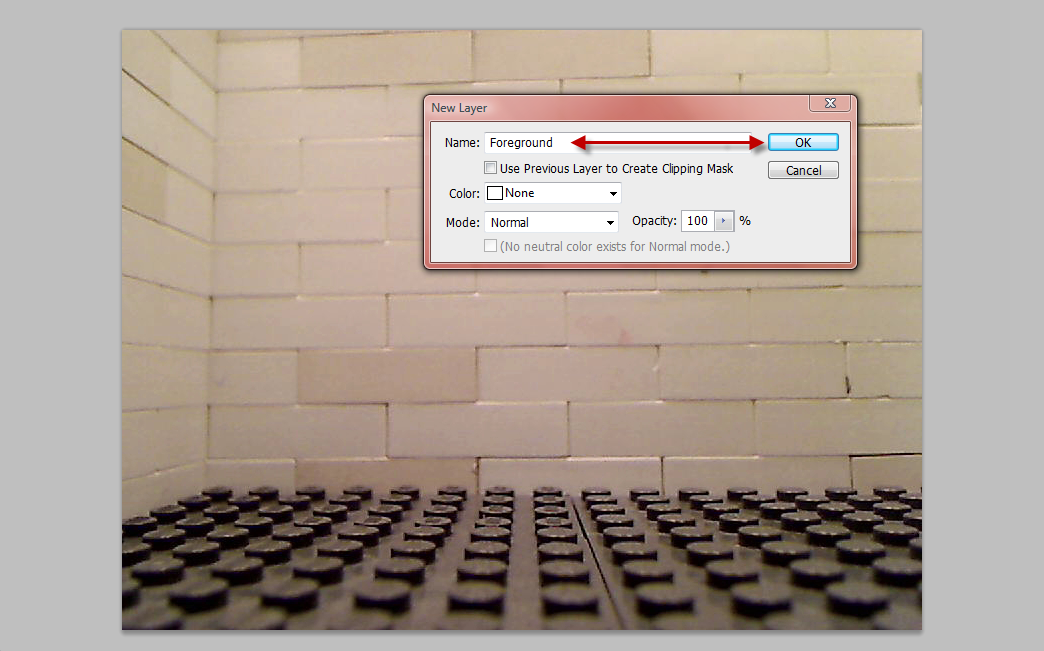 New Layer
Name: Foreground
OK
Use Previous Layer to Create Clipping Mask
Cancel
Color: None
Mode: Normal
Opacity: 100 %
(No neutral color exists for Normal mode.)